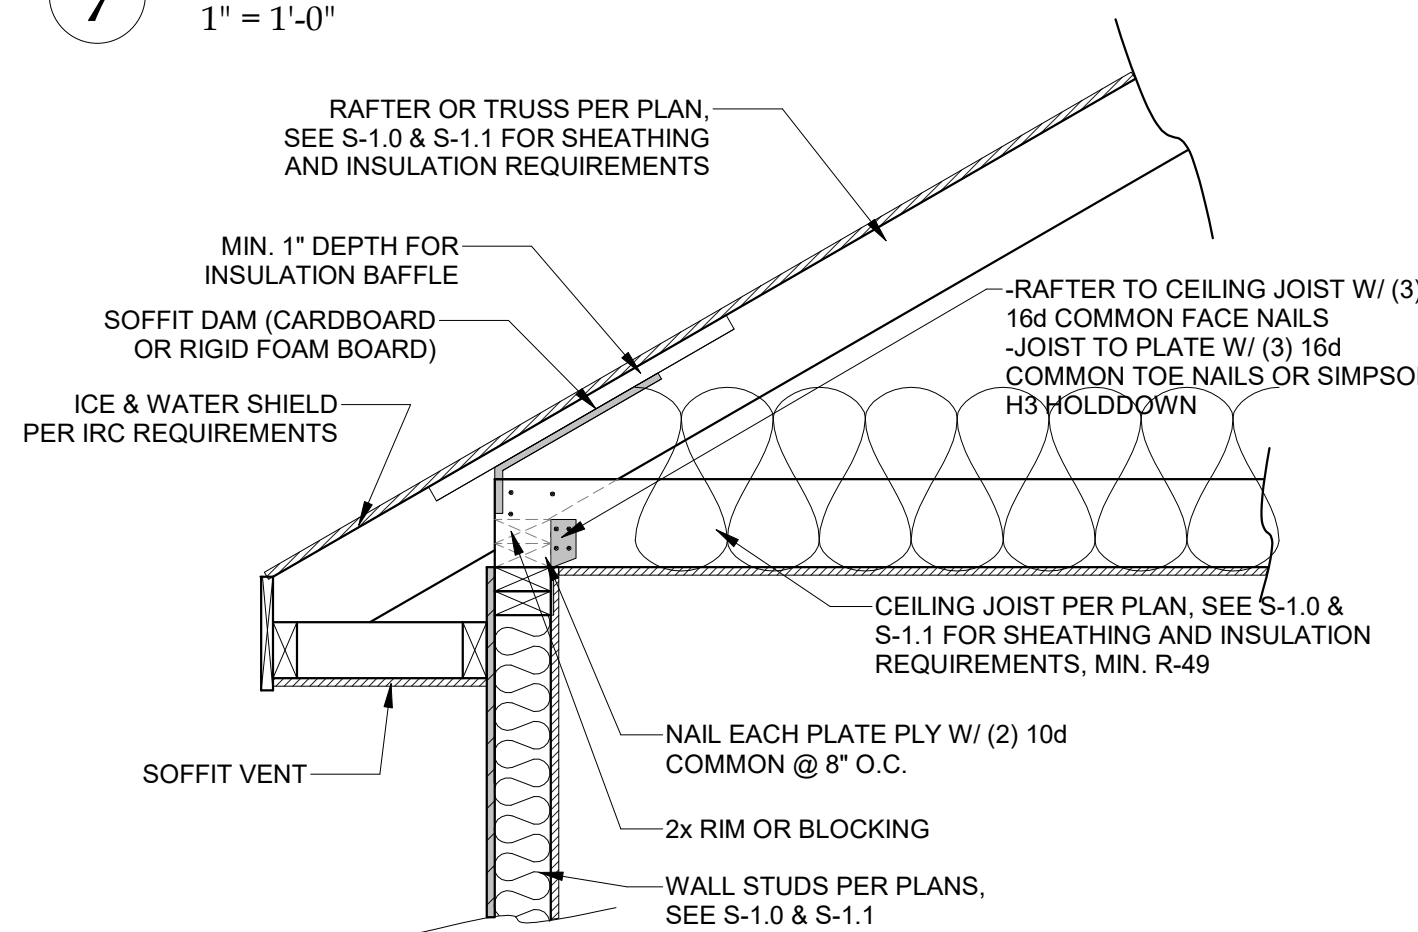 7
1" = 1'-0"
RAFTER OR TRUSS PER PLAN,
SEE S-1.0 & S-1.1 FOR SHEATHING
AND INSULATION REQUIREMENTS
MIN. 1" DEPTH FOR
INSULATION BAFFLE
SOFFIT DAM (CARDBOARD
OR RIGID FOAM BOARD)
ICE & WATER SHIELD
PER IRC REQUIREMENTS
-RAFTER TO CEILING JOIST W/ (3)
16d COMMON FACE NAILS
-JOIST TO PLATE W/ (3) 16d
COMMON TOE NAILS OR SIMPSO
H3 HOLDDOWN
CEILING JOIST PER PLAN, SEE S-1.0 &
S-1.1 FOR SHEATHING AND INSULATION
REQUIREMENTS, MIN. R-49
NAIL EACH PLATE PLY W/ (2) 10d
COMMON @ 8" O.C.
SOFFIT VENT
2x RIM OR BLOCKING
WALL STUDS PER PLANS,
SEE S-1.0 & S-1.1